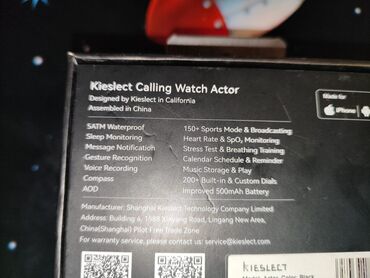 Kieslect Calling Watch Actor
Designed by Kieslect in California
Assembled in China
Made for
iPhone
5ATM Waterproof
150+ Sports Mode & Broadcasting
Sleep Monitoring
Heart Rate & SpO₂ Monitoring
Message Notification
Stress Test & Breathing Training
Gesture Recognition
Calendar Schedule & Reminder
Voice Recording
Music Storage & Play
Compass
200+ Built-in & Custom Dials
AOD
Improved 500mAh Battery
Manufacturer: Shanghai Kieslect Technology Company Limited
Address: Building 6, 1588 Xinyang Road, Lingang New Area,
China(Shanghai) Pilot Free Trade Zone
For warranty service, please contact us: service@kieslect.com
KIESLECT